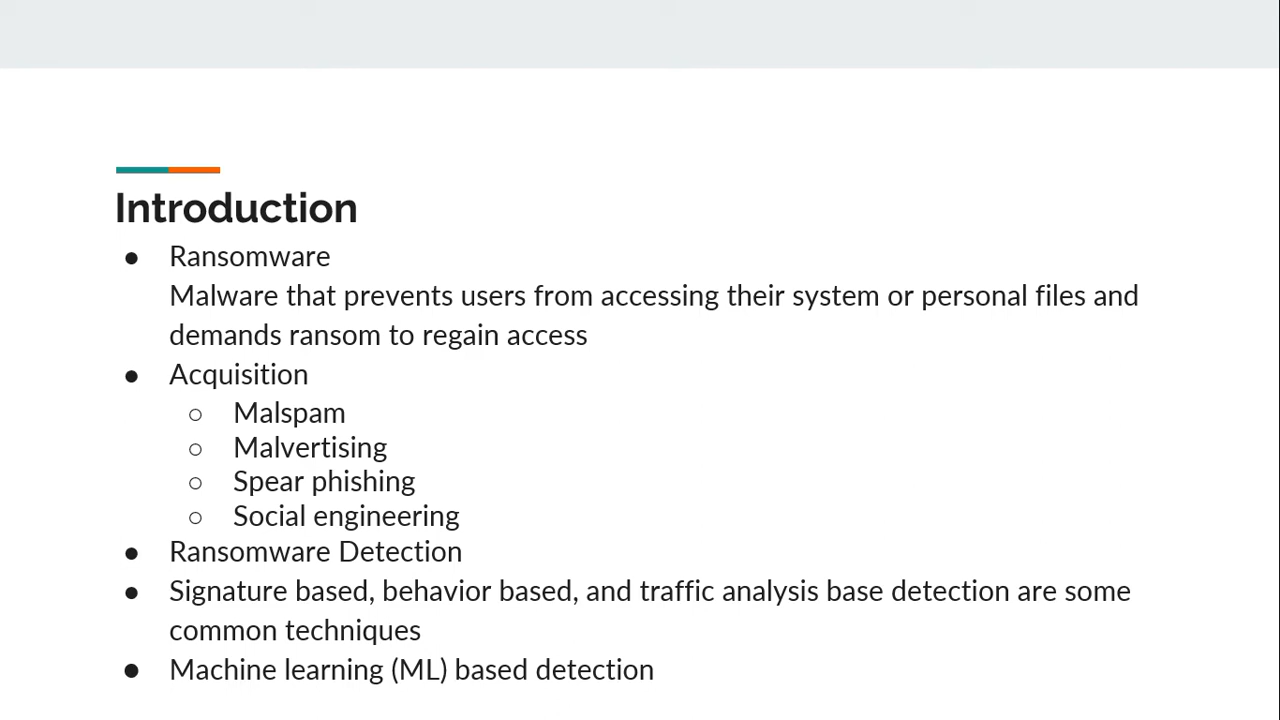 Introduction
● Ransomware
Malware that prevents users from accessing their system or personal files and
demands ransom to regain access
● Acquisition
○ Malspam
○ Malvertising
○ Spear phishing
○ Social engineering
● Ransomware Detection
● Signature based, behavior based, and traffic analysis base detection are some
common techniques
● Machine learning (ML) based detection